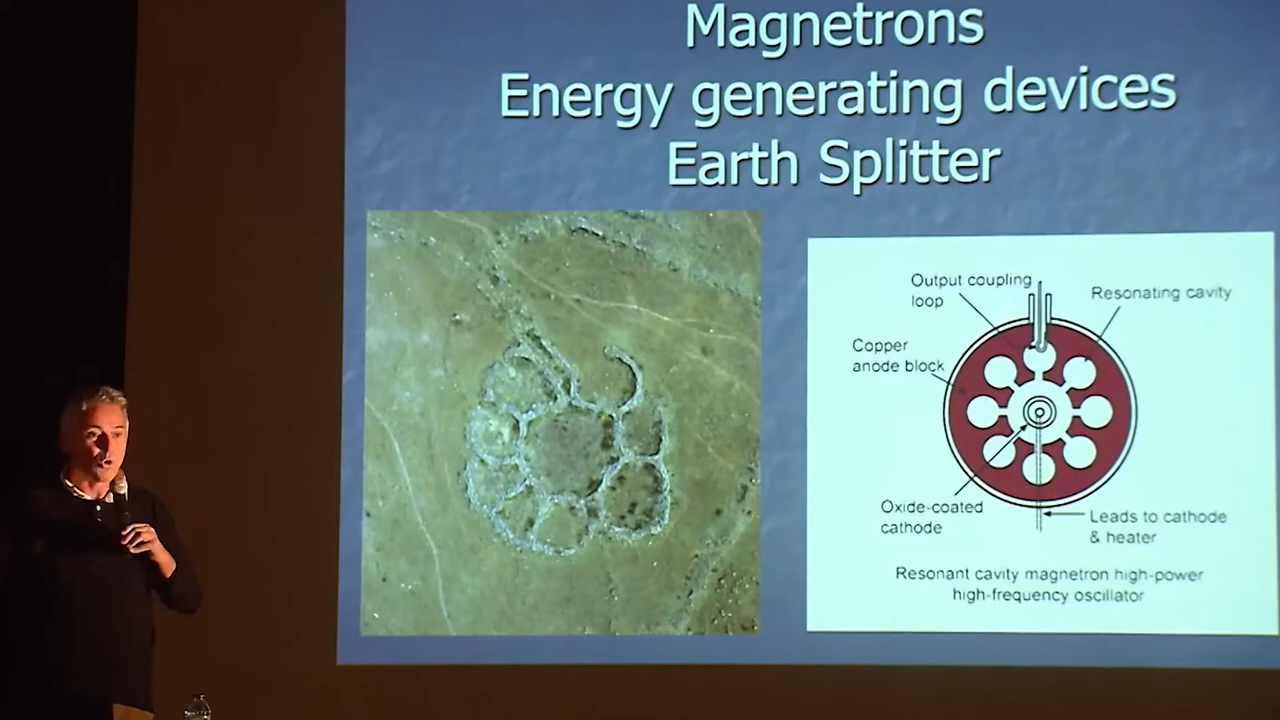 Magnetrons
Energy generating devices
Earth Splitter
Output coupling
loop
Resonating cavity
Copper
anode block
Oxide-coated
cathode
Leads to cathode
& heater
Resonant cavity magnetron high-power
high-frequency oscillator